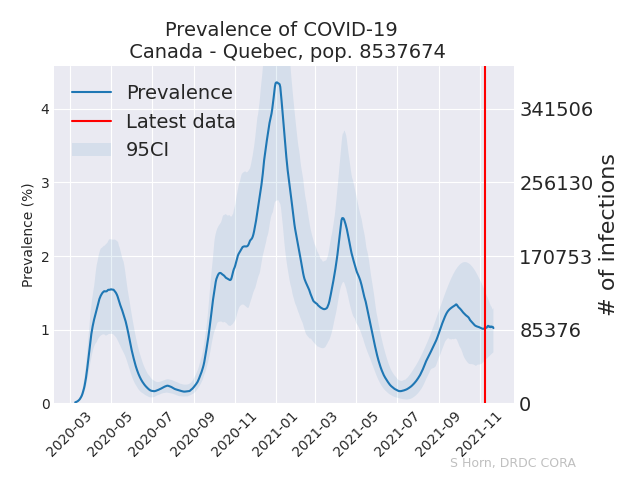 Prevalence of COVID-19
Canada - Quebec, pop. 8537674
Prevalence
Latest data
95CI
Prevalence (%)
4
3
2
1
0
341506
256130
170753
85376
0
# of infections
2020-03
2020-05
2020-07
2020-09
2020-11
2021-01
2021-03
2021-05
2021-07
2021-09
2021-11
S Horn, DRDC CORA